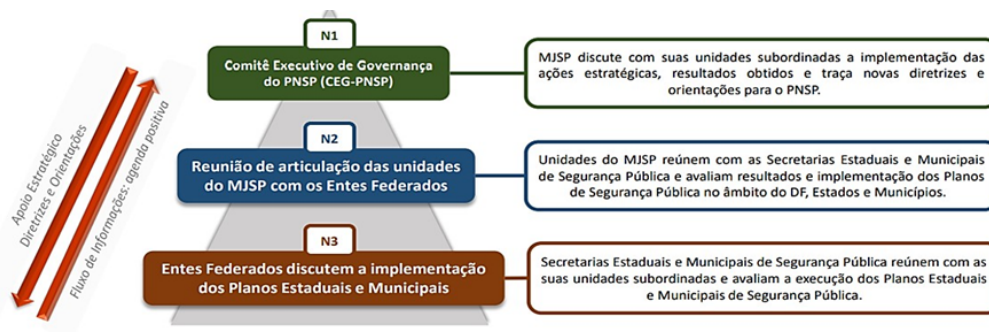 N1
Comitê Executivo de Governança
do PNSP (CEG-PNSP)
MJSP discute com suas unidades subordinadas a implementação das
ações estratégicas, resultados obtidos e traça novas diretrizes e
orientações para o PNSP.
Apoio Estratégico
Diretrizes e Orientações
Fluxo de Informações: agenda positiva
N2
Reunião de articulação das unidades
do MJSP com os Entes Federados
Unidades do MJSP reúnem com as Secretarias Estaduais e Municipais
de Segurança Pública e avaliam resultados e implementação dos Planos
de Segurança Pública no âmbito do DF, Estados e Municípios.
N3
Entes Federados discutem a implementação
dos Planos Estaduais e Municipais
Secretarias Estaduais e Municipais de Segurança Pública reúnem com as
suas unidades subordinadas e avaliam a execução dos Planos Estaduais
e Municipais de Segurança Pública.